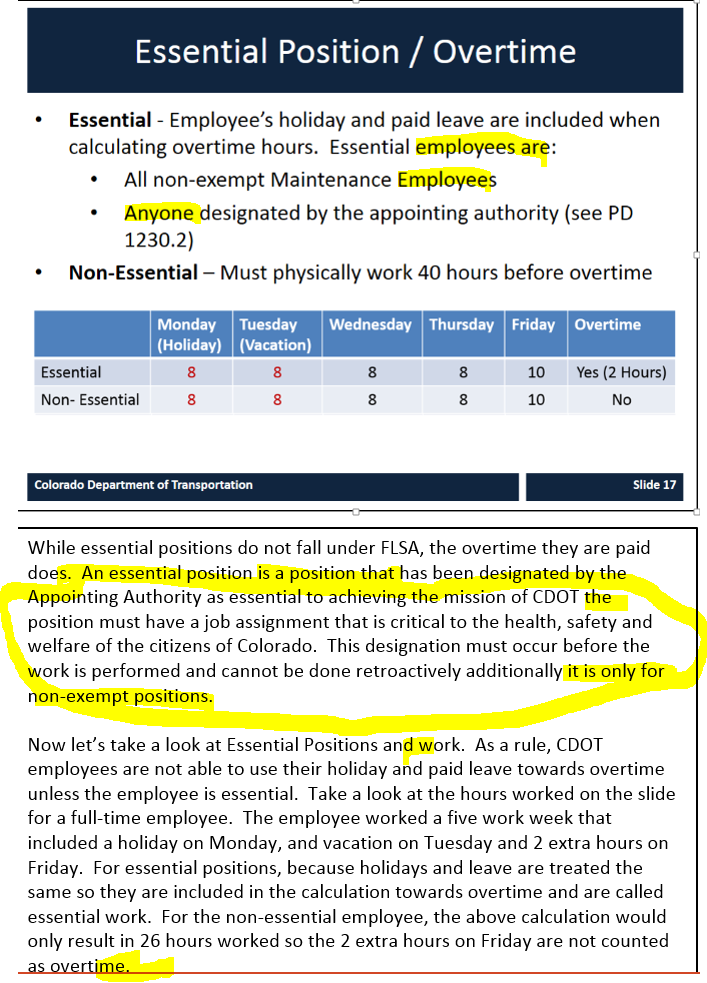 Essential Position / Overtime
• Essential - Employee's holiday and paid leave are included when
calculating overtime hours.  Essential employees are:
• All non-exempt Maintenance Employees
• Anyone designated by the appointing authority (see PD
1230.2)
• Non-Essential – Must physically work 40 hours before overtime
Monday (Holiday) Tuesday (Vacation) Wednesday Thursday Friday Overtime
Essential 8 8 8 8 10 Yes (2 Hours)
Non- Essential 8 8 8 8 10 No
Colorado Department of Transportation Slide 17
While essential positions do not fall under FLSA, the overtime they are paid
does.  An essential position is a position that has been designated by the
Appointing Authority as essential to achieving the mission of CDOT the
position must have a job assignment that is critical to the health, safety and
welfare of the citizens of Colorado.  This designation must occur before the
work is performed and cannot be done retroactively additionally it is only for
non-exempt positions.
Now let's take a look at Essential Positions and work.  As a rule, CDOT
employees are not able to use their holiday and paid leave towards overtime
unless the employee is essential.  Take a look at the hours worked on the slide
for a full-time employee.  The employee worked a five work week that
included a holiday on Monday, and vacation on Tuesday and 2 extra hours on
Friday.  For essential positions, because holidays and leave are treated the
same so they are included in the calculation towards overtime and are called
essential work.  For the non-essential employee, the above calculation would
only result in 26 hours worked so the 2 extra hours on Friday are not counted
as overtime.